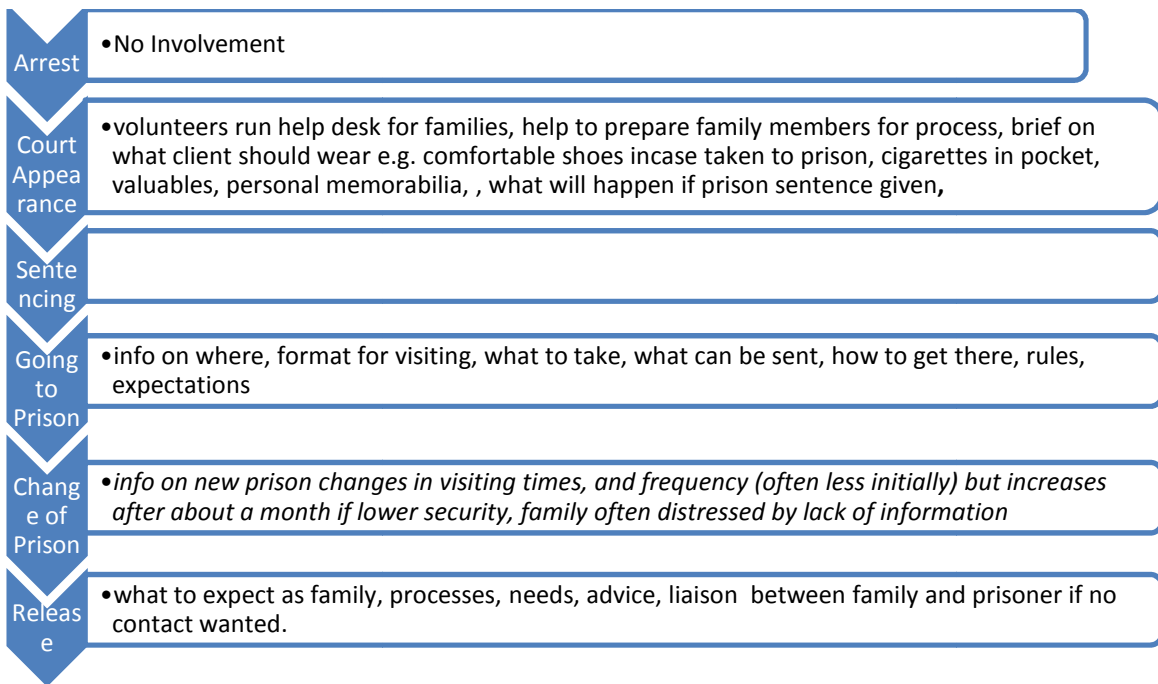 Arrest
•No Involvement
Court
Appea
rance
•volunteers run help desk for families, help to prepare family members for process, brief on
what client should wear e.g. comfortable shoes incase taken to prison, cigarettes in pocket,
valuables, personal memorabilia, , what will happen if prison sentence given,
Sente
ncing
Going
to
Prison
•info on where, format for visiting, what to take, what can be sent, how to get there, rules,
expectations
Chang
e of
Prison
•info on new prison changes in visiting times, and frequency (often less initially) but increases
after about a month if lower security, family often distressed by lack of information
Releas
e
•what to expect as family, processes, needs, advice, liaison  between family and prisoner if no
contact wanted.